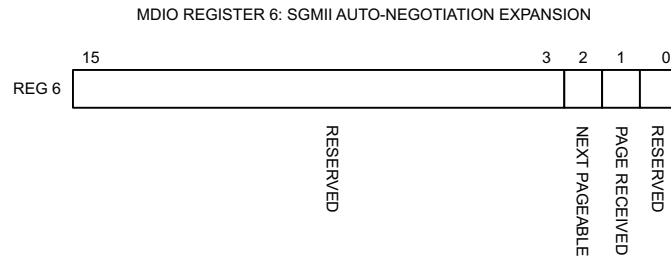 MDIO REGISTER 6: SGMII AUTO-NEGOTIATION EXPANSION
15 3 2 1 0
REG 6
RESERVED
NEXT PAGEABLE
PAGE RECEIVED
RESERVED